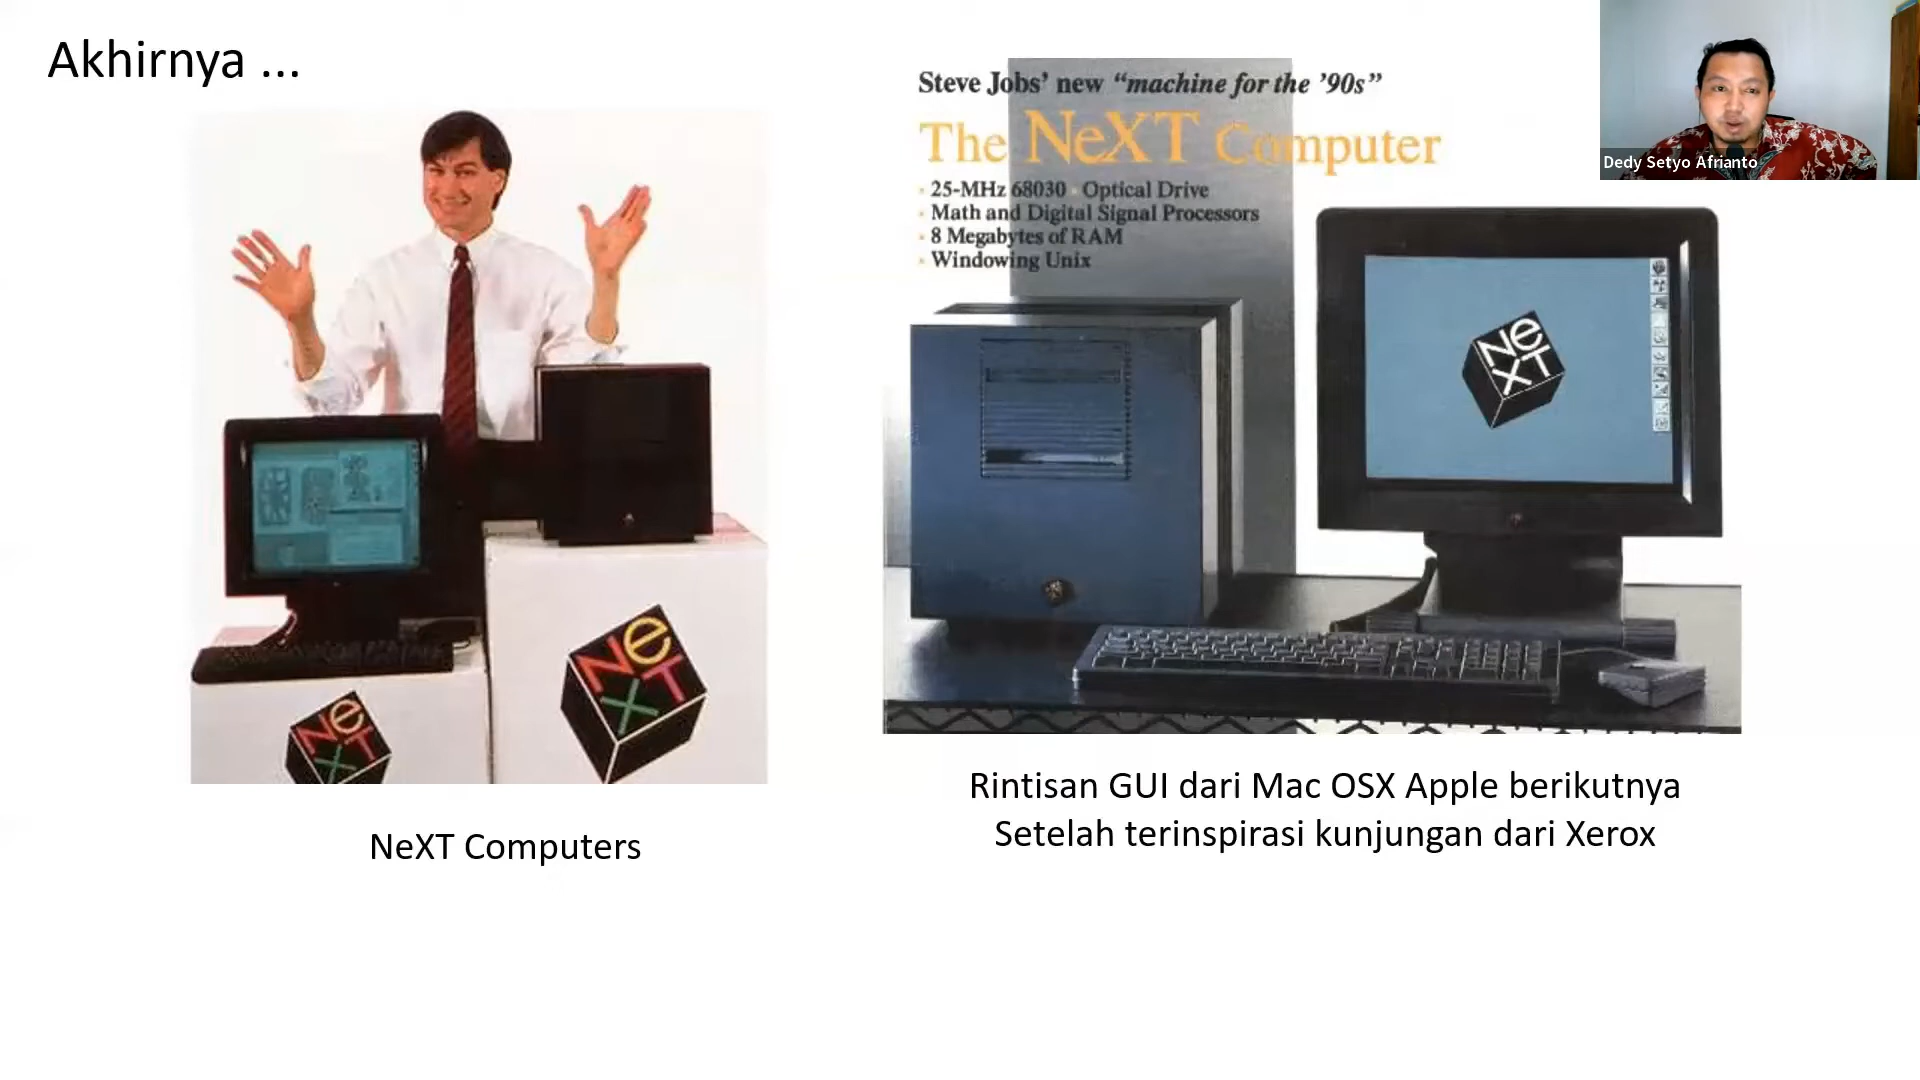 Akhirnya ...
Steve Jobs’ new “machine for the ’90s”
The NeXT Computer
· 25-MHz 68030 · Optical Drive
· Math and Digital Signal Processors
· 8 Megabytes of RAM
· Windowing Unix
Dedy Setyo Afrianto
NeXT
NeXT
NeXT
NeXT Computers
Rintisan GUI dari Mac OSX Apple berikutnya
Setelah terinspirasi kunjungan dari Xerox